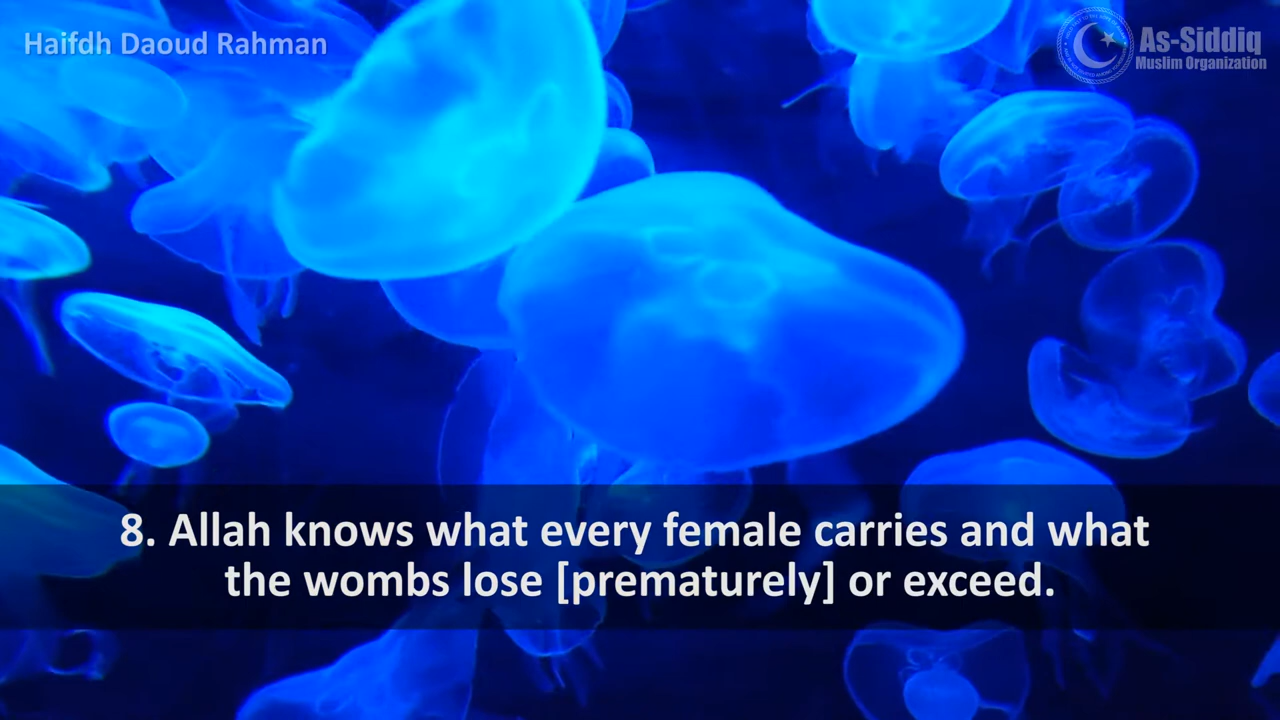 Haifdh Daoud Rahman
As-Siddiq
Muslim Organization
8. Allah knows what every female carries and what
the wombs lose [prematurely] or exceed.